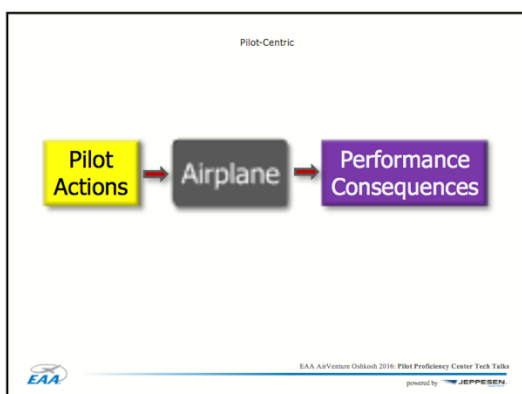 Pilot-Centric
Pilot
Actions
Airplane
Performance
Consequences
EAA
EAA AirVenture Oshkosh 2016: Pilot Proficiency Center Tech Talks
powered by JEPPESEN